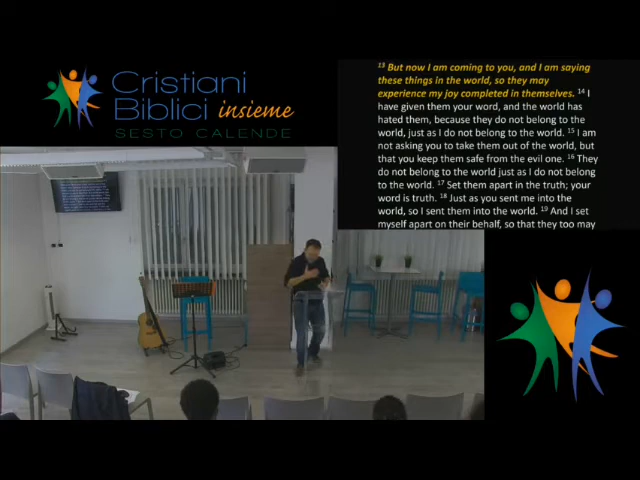 Cristiani
Biblici insieme
SESTO CALENDE
13 But now I am coming to you, and I am saying
these things in the world, so they may
experience my joy completed in themselves. 14 I
have given them your word, and the world has
hated them, because they do not belong to the
world, just as I do not belong to the world. 15 I am
not asking you to take them out of the world, but
that you keep them safe from the evil one. 16 They
do not belong to the world just as I do not belong
to the world. 17 Set them apart in the truth; your
word is truth. 18 Just as you sent me into the
world, so I sent them into the world. 19 And I set
myself apart on their behalf, so that they too may